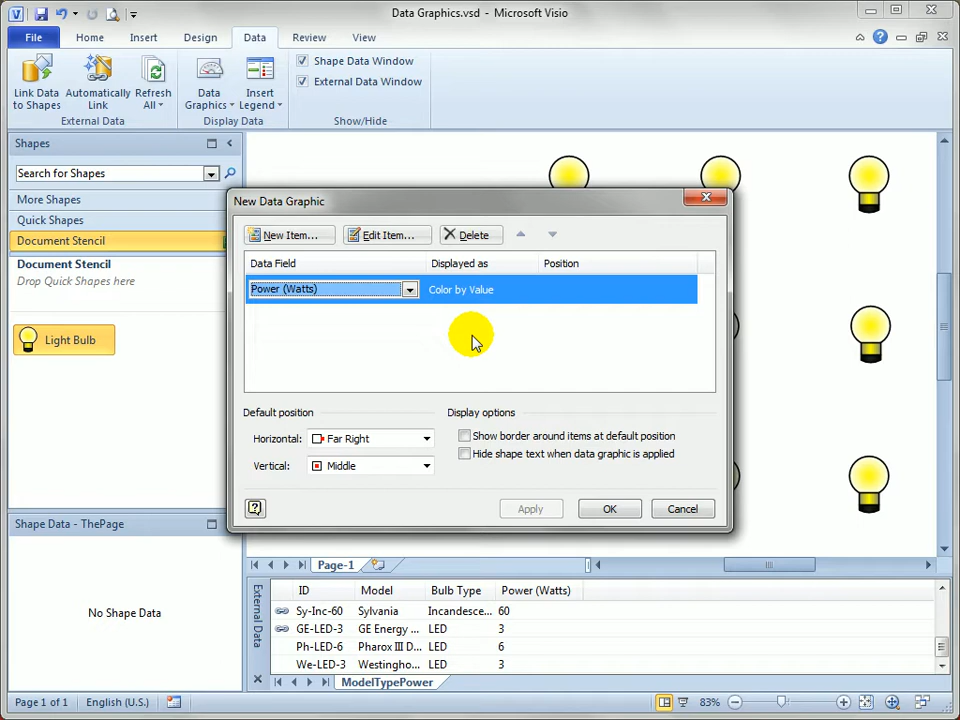 Data Graphics.vsd - Microsoft Visio
File Home Insert Design Data Review View
Link Data to Shapes
Automatically Link
Refresh All
External Data
Data Graphics
Insert Legend
Display Data
Shape Data Window
External Data Window
Show/Hide
Shapes
Search for Shapes
More Shapes
Quick Shapes
Document Stencil
Document Stencil
Drop Quick Shapes here
Light Bulb
New Data Graphic
New Item... Edit Item... Delete
Data Field Displayed as Position
Power (Watts) Color by Value
Default position
Horizontal: Far Right
Vertical: Middle
Display options
Show border around items at default position
Hide shape text when data graphic is applied
Apply OK Cancel
Shape Data - ThePage
No Shape Data
Page-1
External Data
ID Model Bulb Type Power (Watts)
Sy-Inc-60 Sylvania Incandesce... 60
GE-LED-3 GE Energy ... LED 3
Ph-LED-6 Pharox III D... LED 6
We-LED-3 Westingho... LED 3
ModelTypePower
Page 1 of 1 English (U.S.) 83%